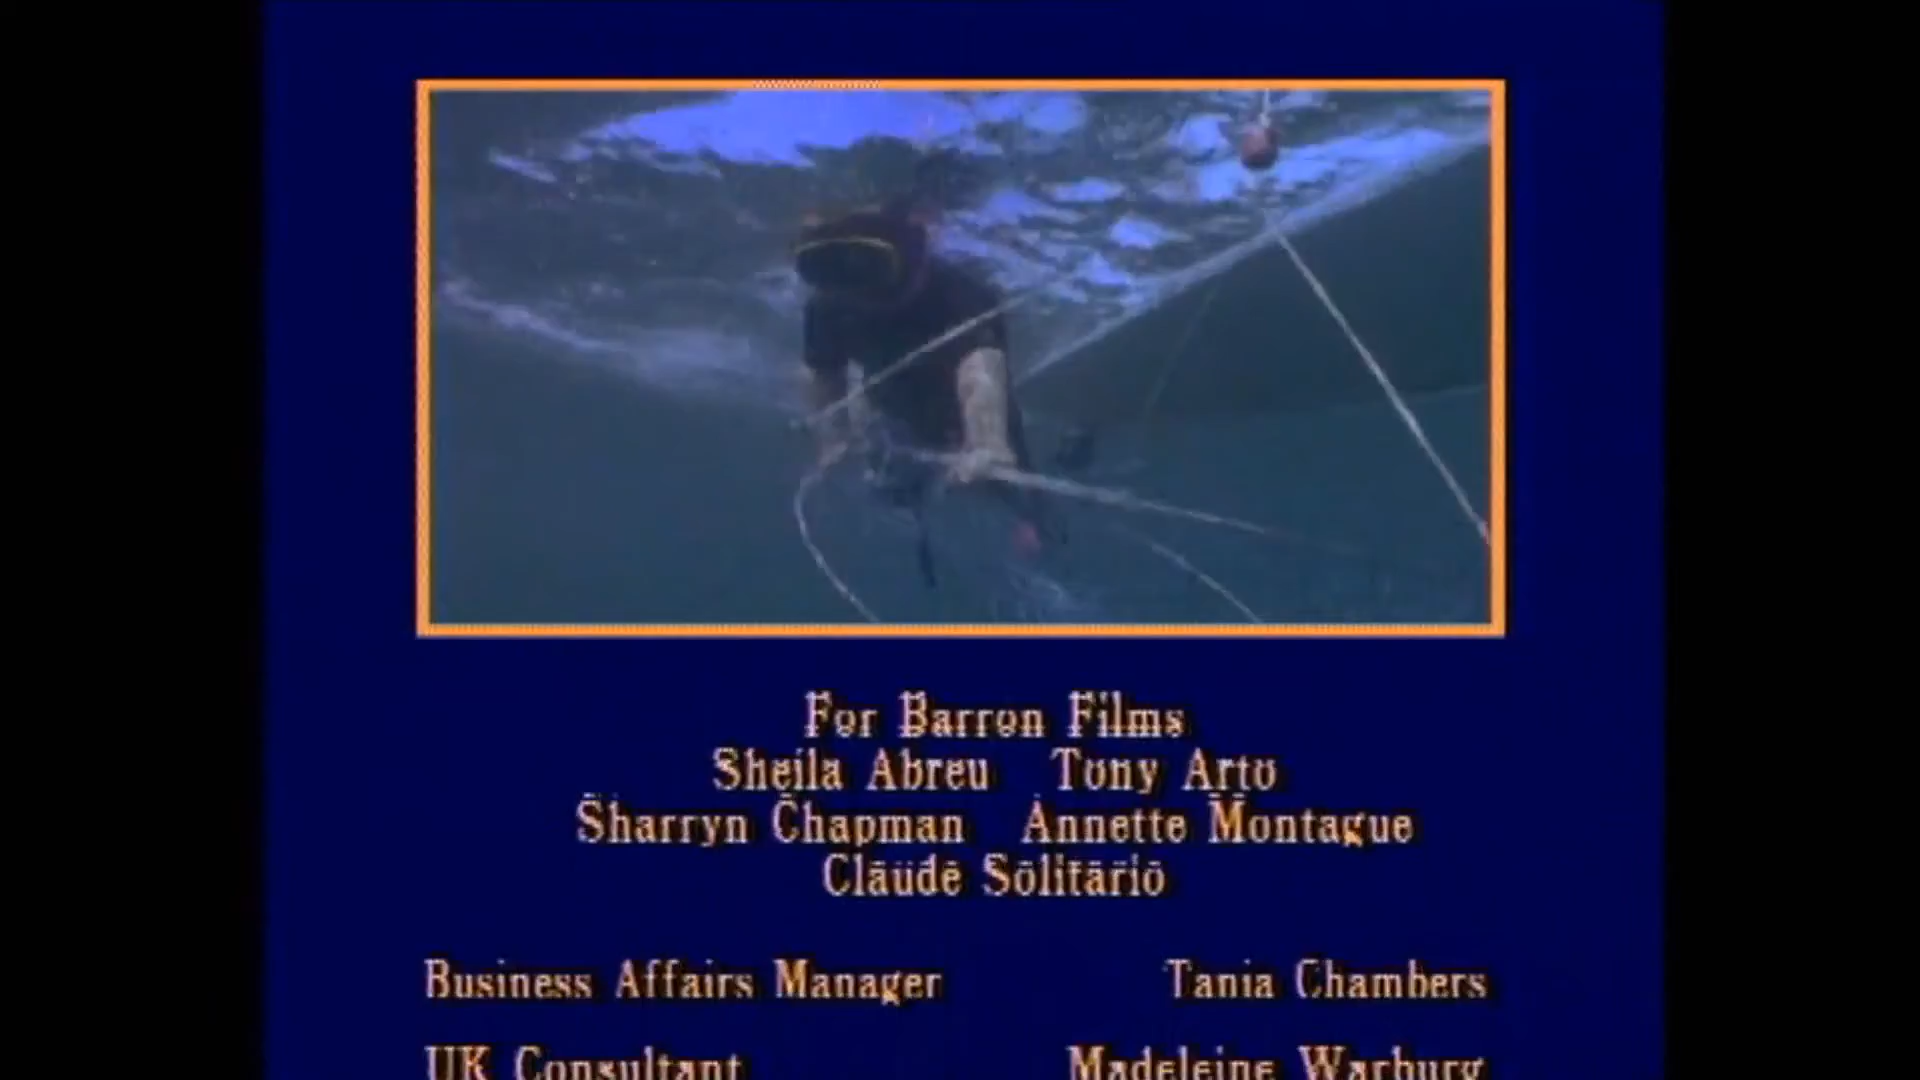 For Barron Films
Sheila Abreu Tony Arto
Sharryn Chapman Annette Montague
Claude Solitario
Business Affairs Manager Tania Chambers
UK Consultant Madeleine Warburg